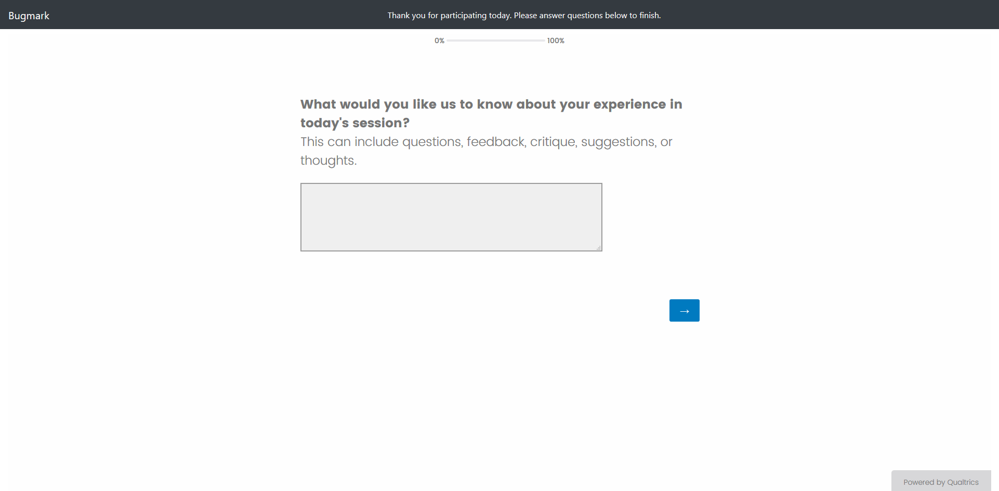 Bugmark
Thank you for participating today. Please answer questions below to finish.
0% 100%
What would you like us to know about your experience in
today's session?
This can include questions, feedback, critique, suggestions, or
thoughts.
→
Powered by Qualtrics